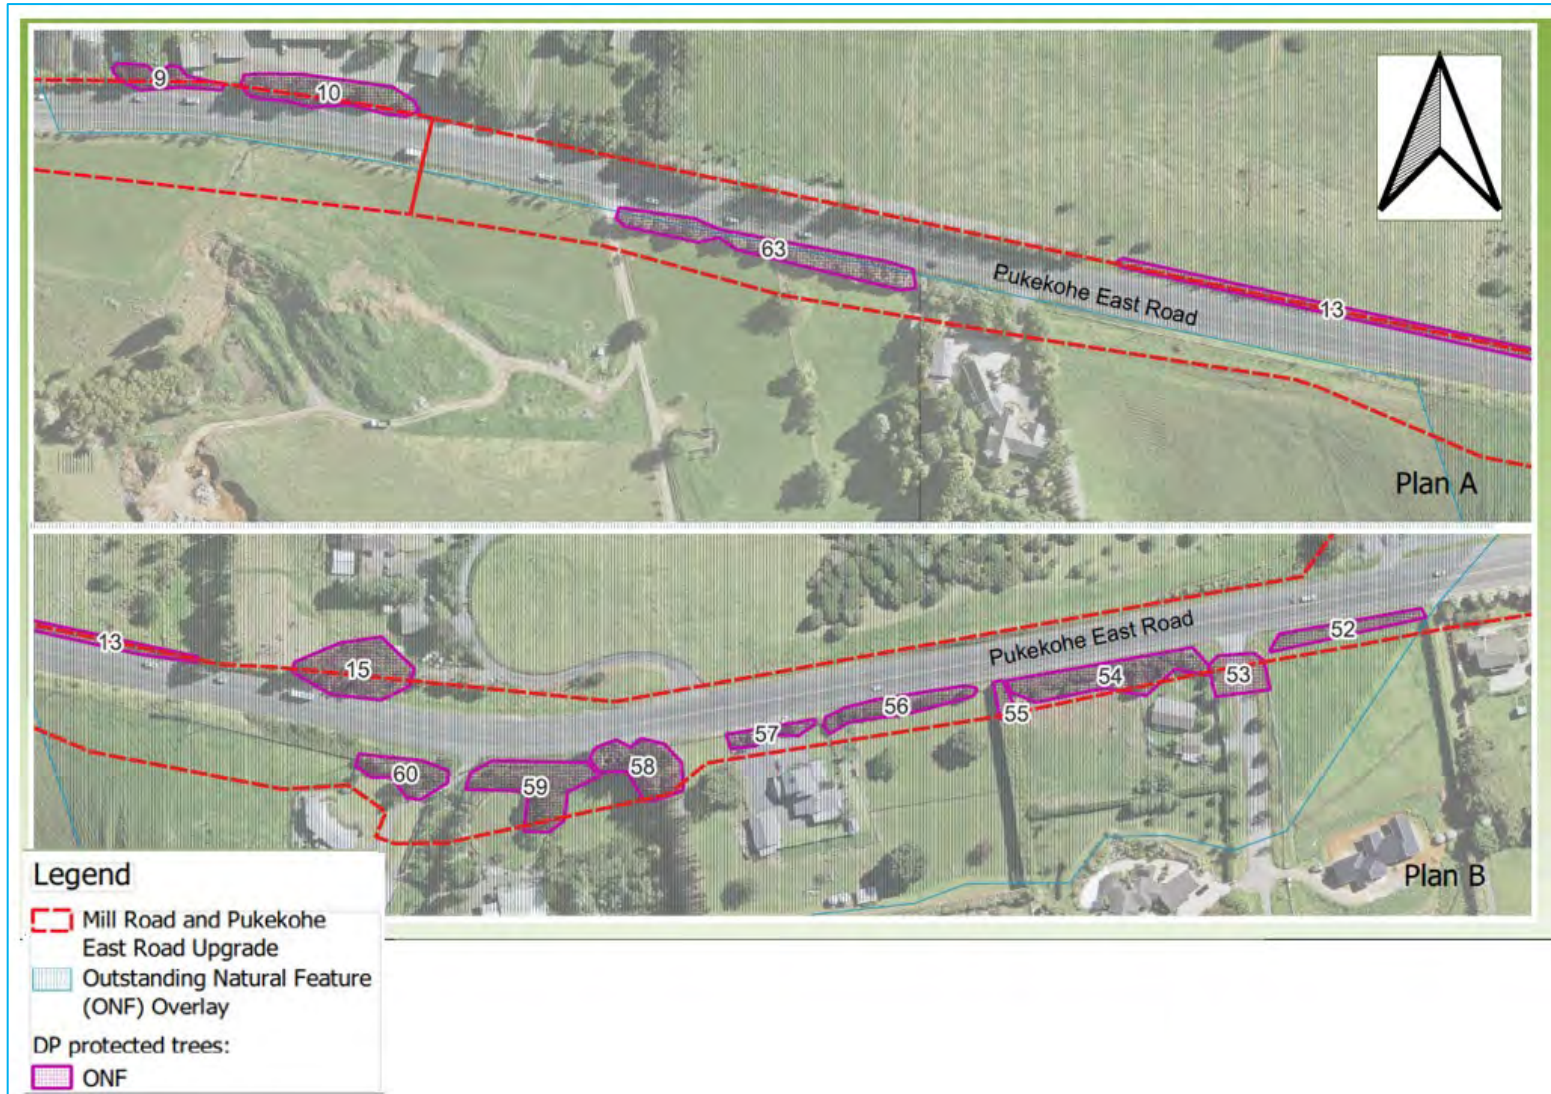 9
10
63
Pukekohe East Road
13
Plan A
13
15
Pukekohe East Road
52
53
54
55
56
57
58
59
60
Plan B
Legend
Mill Road and Pukekohe
East Road Upgrade
Outstanding Natural Feature
(ONF) Overlay
DP protected trees:
ONF